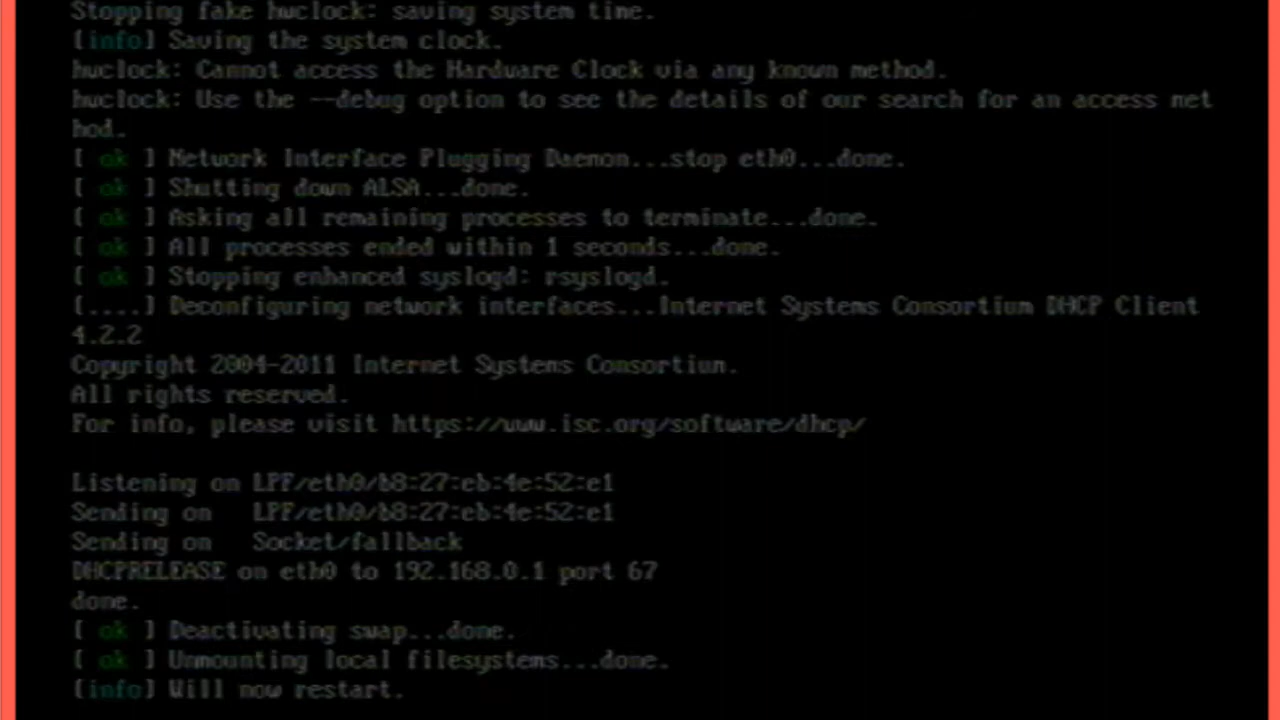 Stopping fake hwclock: saving system time.
[info] Saving the system clock.
hwclock: Cannot access the Hardware Clock via any known method.
hwclock: Use the --debug option to see the details of our search for an access met
hod.
[ ok ] Network Interface Plugging Daemon...stop eth0...done.
[ ok ] Shutting down ALSA...done.
[ ok ] Asking all remaining processes to terminate...done.
[ ok ] All processes ended within 1 seconds...done.
[ ok ] Stopping enhanced syslogd: rsyslogd.
[....] Deconfiguring network interfaces...Internet Systems Consortium DHCP Client
4.2.2
Copyright 2004-2011 Internet Systems Consortium.
All rights reserved.
For info, please visit https://www.isc.org/software/dhcp/
Listening on LPF/eth0/b8:27:eb:4e:52:e1
Sending on   LPF/eth0/b8:27:eb:4e:52:e1
Sending on   Socket/fallback
DHCPRELEASE on eth0 to 192.168.0.1 port 67
done.
[ ok ] Deactivating swap...done.
[ ok ] Unmounting local filesystems...done.
[info] Will now restart.